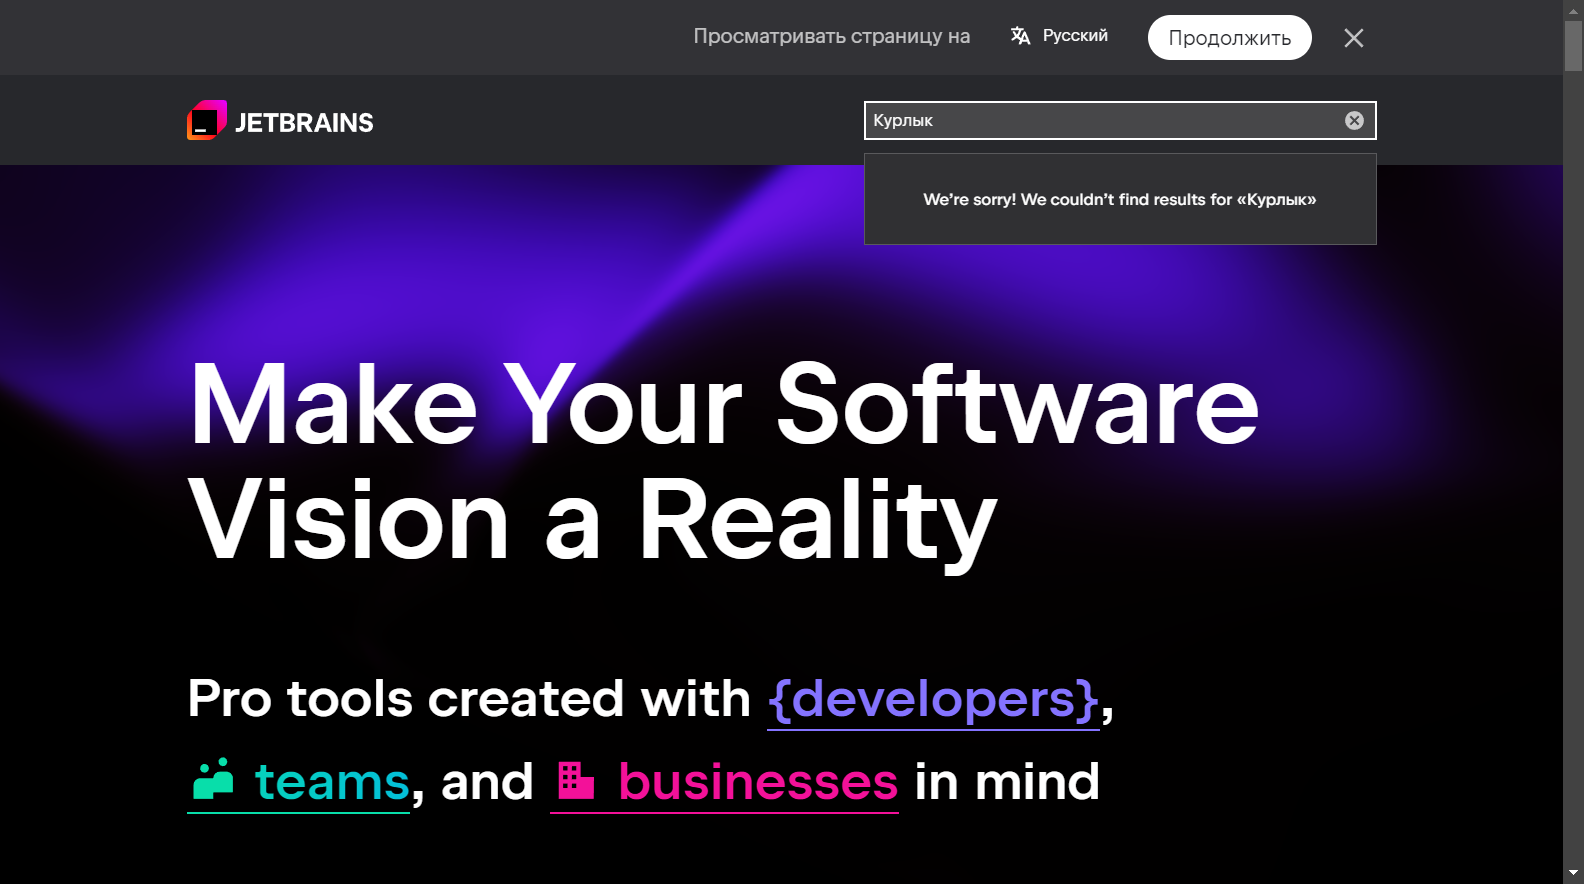 Просматривать страницу на Русский Продолжить
JETBRAINS
Курлык
We're sorry! We couldn't find results for «Курлык»
Make Your Software
Vision a Reality
Pro tools created with {developers},
teams, and businesses in mind